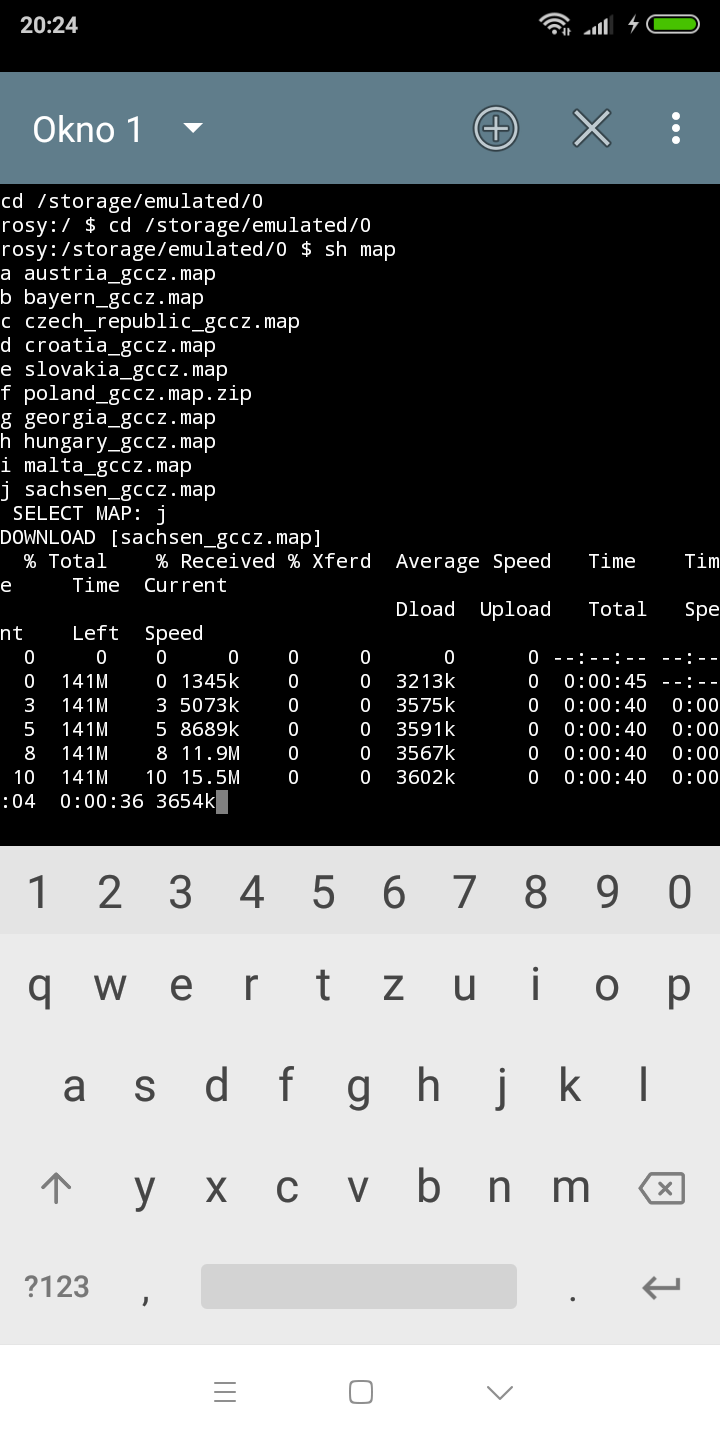 20:24
Okno 1
cd /storage/emulated/0
rosy:/ $ cd /storage/emulated/0
rosy:/storage/emulated/0 $ sh map
a austria_gccz.map
b bayern_gccz.map
c czech_republic_gccz.map
d croatia_gccz.map
e slovakia_gccz.map
f poland_gccz.map.zip
g georgia_gccz.map
h hungary_gccz.map
i malta_gccz.map
j sachsen_gccz.map
SELECT MAP: j
DOWNLOAD [sachsen_gccz.map]
% Total % Received % Xferd Average Speed Time Tim
e Time Current
Dload Upload Total Spe
nt Left Speed
0 0 0 0 0 0 0 0 --:--:-- --:--
0 141M 0 1345k 0 0 3213k 0 0:00:45 --:--
3 141M 3 5073k 0 0 3575k 0 0:00:40 0:00
5 141M 5 8689k 0 0 3591k 0 0:00:40 0:00
8 141M 8 11.9M 0 0 3567k 0 0:00:40 0:00
10 141M 10 15.5M 0 0 3602k 0 0:00:40 0:00
:04 0:00:36 3654k
1 2 3 4 5 6 7 8 9 0
q w e r t z u i o p
a s d f g h j k l
y x c v b n m
?123 , .